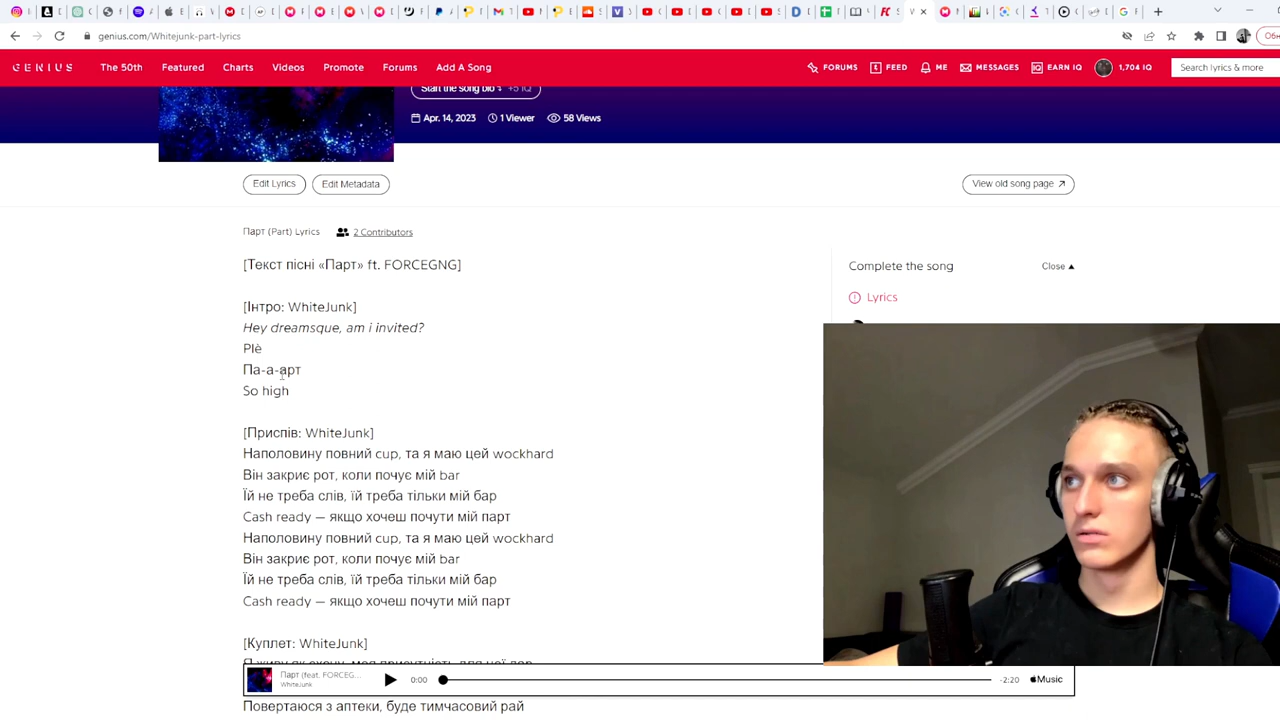 genius.com/Whitejunk-part-lyrics
GENIUS The 50th Featured Charts Videos Promote Forums Add A Song FORUMS FEED ME MESSAGES EARN IQ 1,704 IQ Search lyrics & more
Start the song bio +5 IQ
Apr. 14, 2023 1 Viewer 58 Views
Edit Lyrics Edit Metadata View old song page
Парт (Part) Lyrics 2 Contributors
[Текст пісні «Парт» ft. FORCEGNG]
Complete the song Close
Lyrics
[Інтро: WhiteJunk]
Hey dreamsque, am i invited?
Plè
Па-а-арт
So high
[Приспів: WhiteJunk]
Наполовину повний cup, та я маю цей wockhard
Він закриє рот, коли почує мій bar
Їй не треба слів, їй треба тільки мій бар
Cash ready — якщо хочеш почути мій парт
Наполовину повний cup, та я маю цей wockhard
Він закриє рот, коли почує мій bar
Їй не треба слів, їй треба тільки мій бар
Cash ready — якщо хочеш почути мій парт
[Куплет: WhiteJunk]
Парт (feat. FORCEG...
WhiteJunk
0:00 -2:20 Music
Повертаюся з аптеки, буде тимчасовий рай